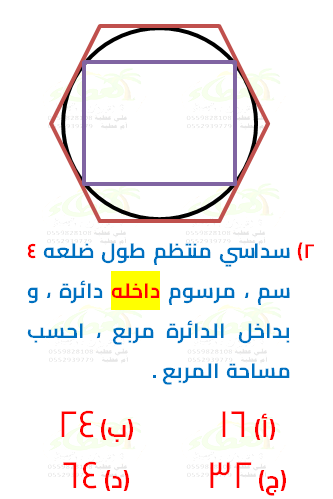 ٢) سداسي منتظم طول ضلعه ٤
سم ، مرسوم داخله دائرة ، و
بداخل الدائرة مربع ، احسب
مساحة المربع .
(أ) ١٦ (ب) ٢٤
(ج) ٣٢ (د) ٦٤